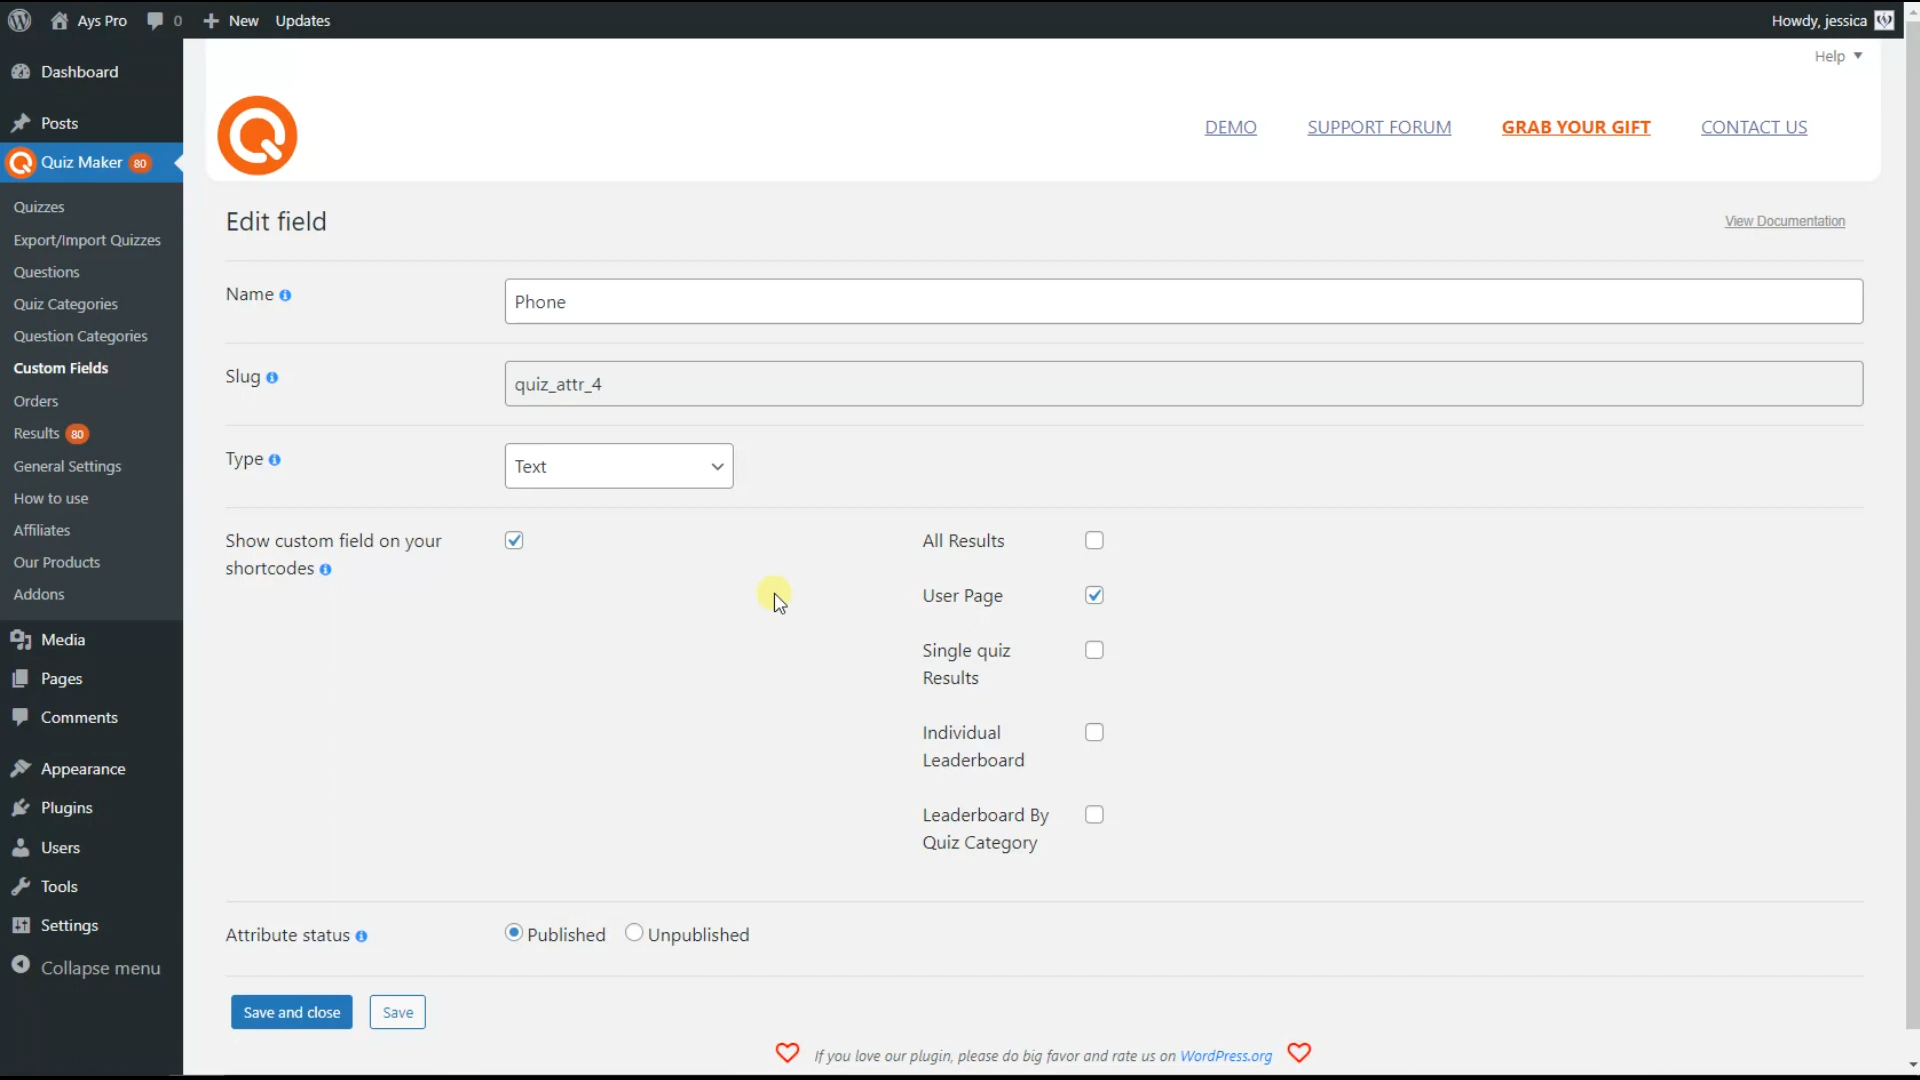 Ays Pro
0
New
Updates
Howdy, jessica
Help
Dashboard
Posts
Quiz Maker 80
Quizzes
Export/Import Quizzes
Questions
Quiz Categories
Question Categories
Custom Fields
Orders
Results 80
General Settings
How to use
Affiliates
Our Products
Addons
Media
Pages
Comments
Appearance
Plugins
Users
Tools
Settings
Collapse menu
DEMO
SUPPORT FORUM
GRAB YOUR GIFT
CONTACT US
Edit field
View Documentation
Name
Phone
Slug
quiz_attr_4
Type
Text
Show custom field on your
shortcodes
All Results
User Page
Single quiz
Results
Individual
Leaderboard
Leaderboard By
Quiz Category
Attribute status
Published
Unpublished
Save and close
Save
If you love our plugin, please do big favor and rate us on WordPress.org